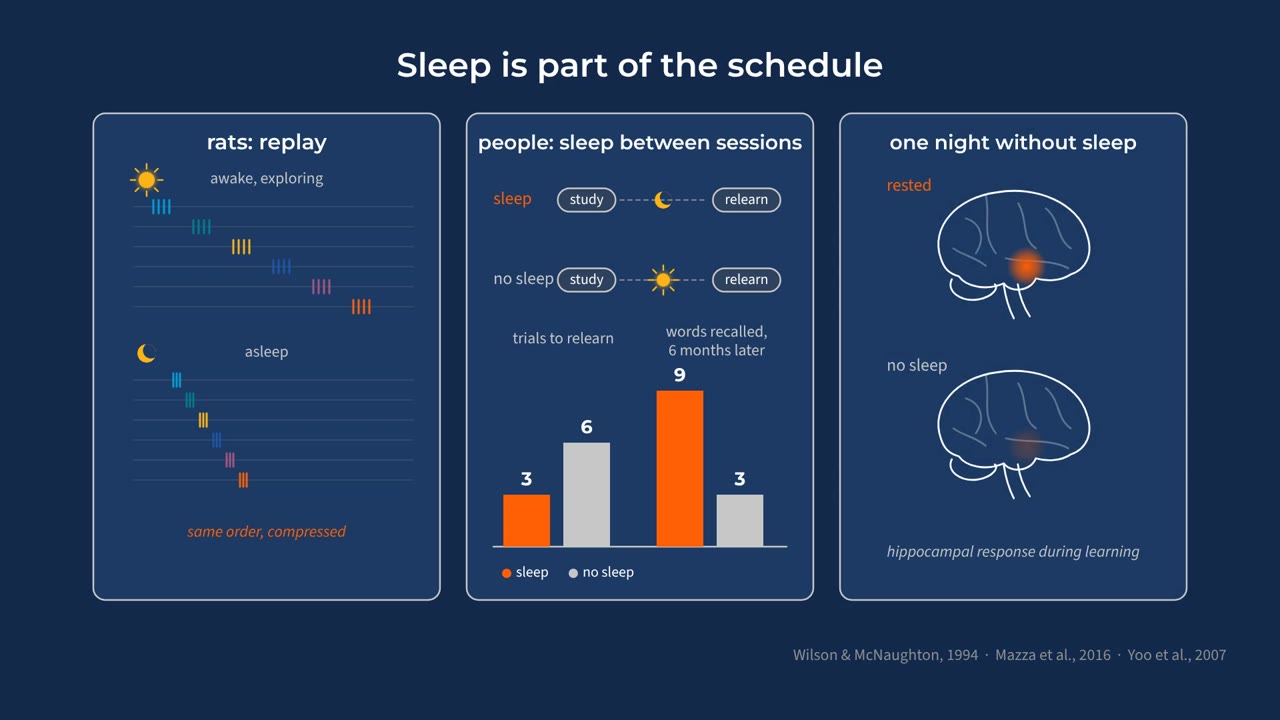 Sleep is part of the schedule
rats: replay
awake, exploring
asleep
same order, compressed
people: sleep between sessions
sleep study relearn
no sleep study relearn
trials to relearn
words recalled,
6 months later
3
6
9
3
sleep no sleep
one night without sleep
rested
no sleep
hippocampal response during learning
Wilson & McNaughton, 1994 · Mazza et al., 2016 · Yoo et al., 2007